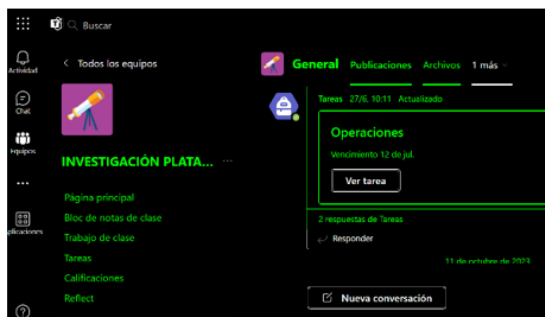 Buscar
Actividad
Chat
Equipos
Todos los equipos
INVESTIGACIÓN PLATA...
Página principal
Bloc de notas de clase
Trabajo de clase
Tareas
Calificaciones
Reflect
General Publicaciones Archivos 1 más
Tareas 27/6, 10:11 Actualizado
Operaciones
Vencimiento 12 de jul.
Ver tarea
2 respuestas de Tareas
Responder
11 de octubre de 2023
Nueva conversación